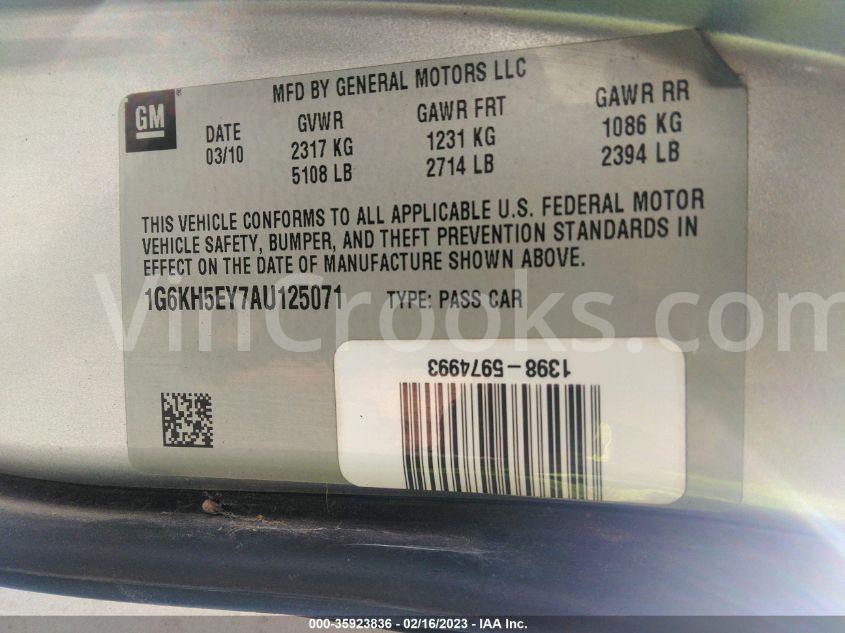 GM
MFD BY GENERAL MOTORS LLC
DATE GVWR GAWR FRT GAWR RR
03/10 2317 KG 1231 KG 1086 KG
5108 LB 2714 LB 2394 LB
THIS VEHICLE CONFORMS TO ALL APPLICABLE U.S. FEDERAL MOTOR
VEHICLE SAFETY, BUMPER, AND THEFT PREVENTION STANDARDS IN
EFFECT ON THE DATE OF MANUFACTURE SHOWN ABOVE.
1G6KH5EY7AU125071 TYPE: PASS CAR
VinCrooks.com
1398-5974993
000-35923836 - 02/16/2023 - IAA Inc.